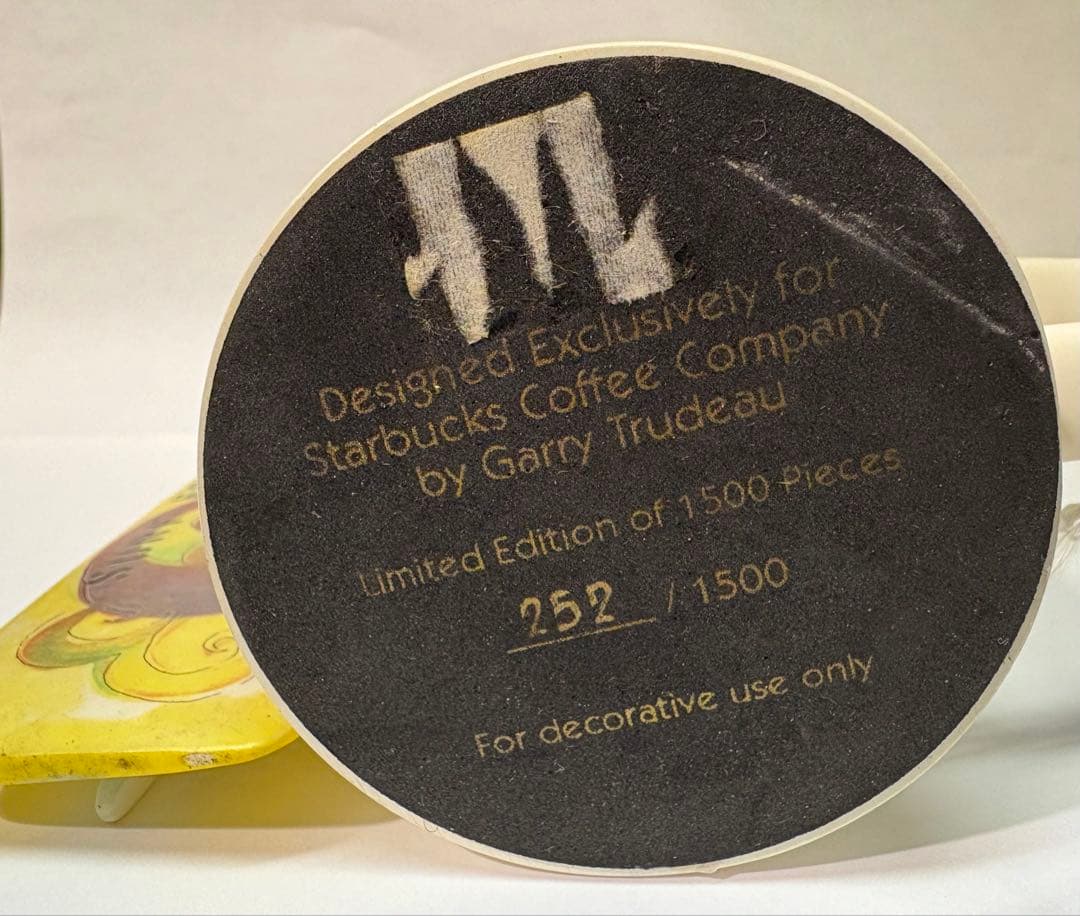 Designed Exclusively for
Starbucks Coffee Company
by Garry Trudeau
Limited Edition of 1500 Pieces
252 / 1500
For decorative use only